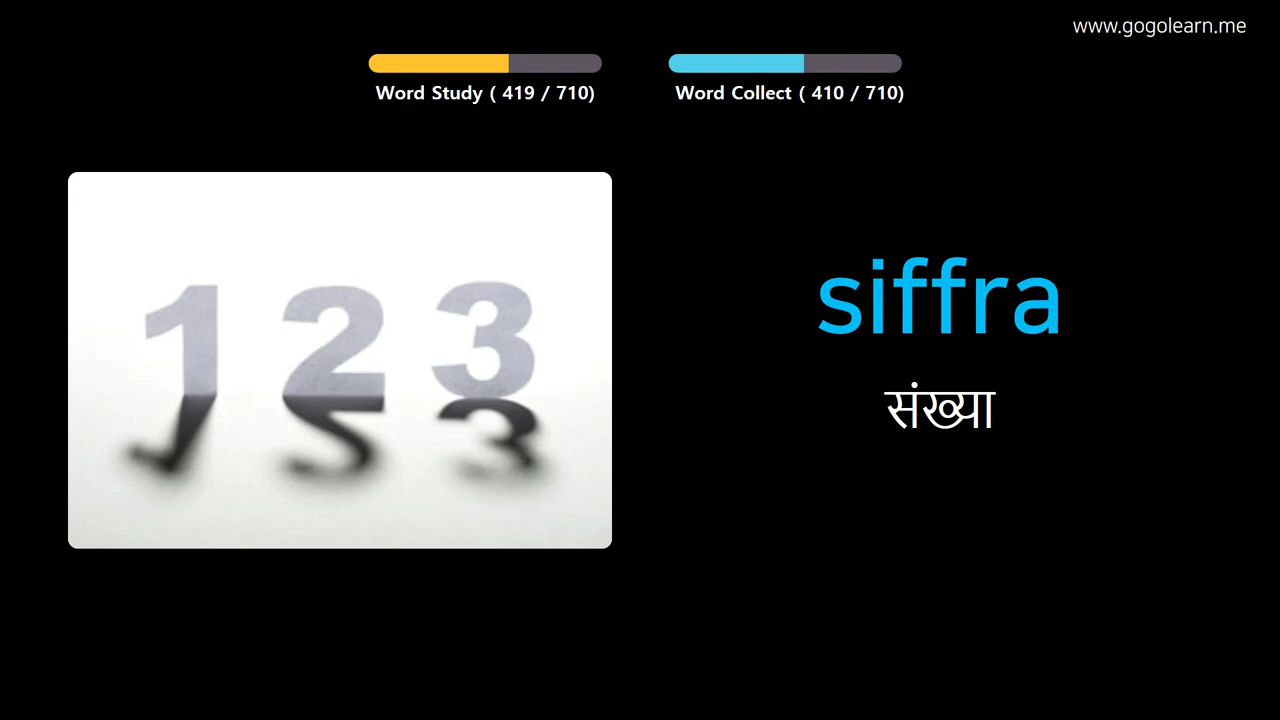 www.gogolearn.me
Word Study ( 419 / 710)
Word Collect ( 410 / 710)
1 2 3
siffra
संख्या